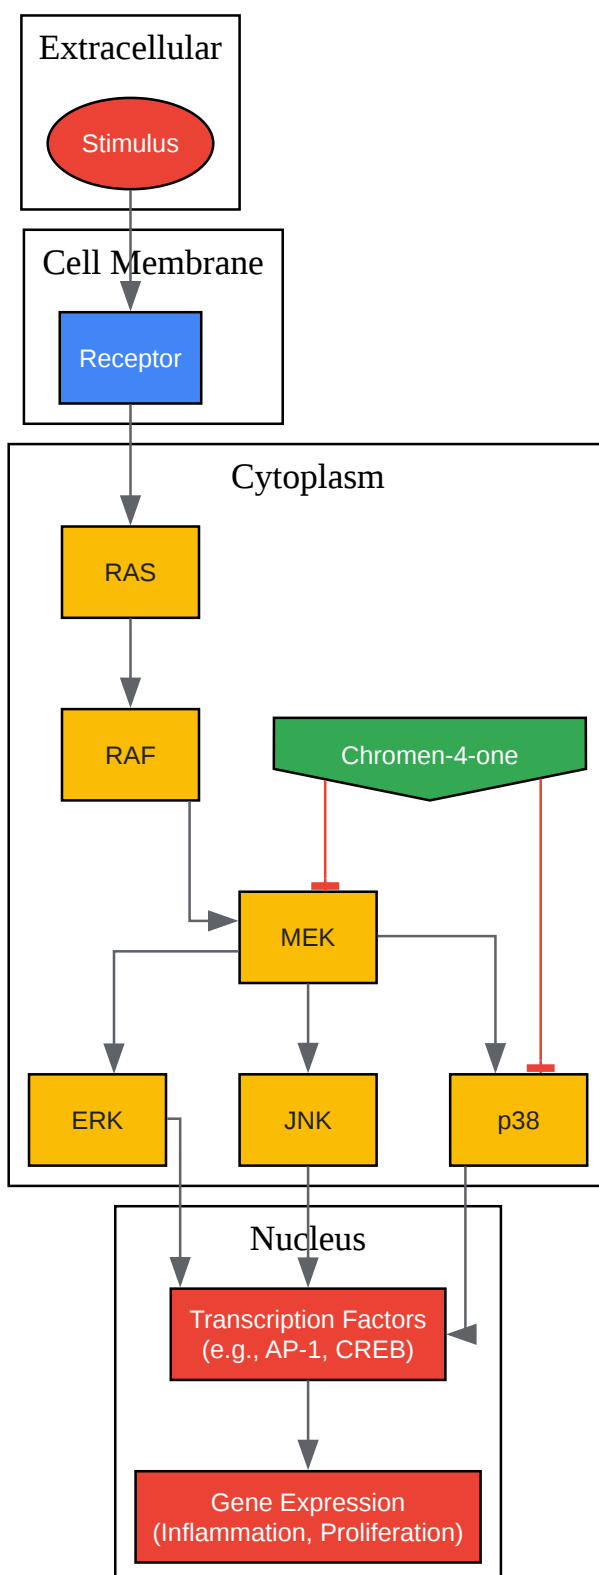 Extracellular
Stimulus
Cell Membrane
Receptor
Cytoplasm
RAS
RAF
Chromen-4-one
MEK
ERK
JNK
p38
Nucleus
Transcription Factors
(e.g., AP-1, CREB)
Gene Expression
(Inflammation, Proliferation)